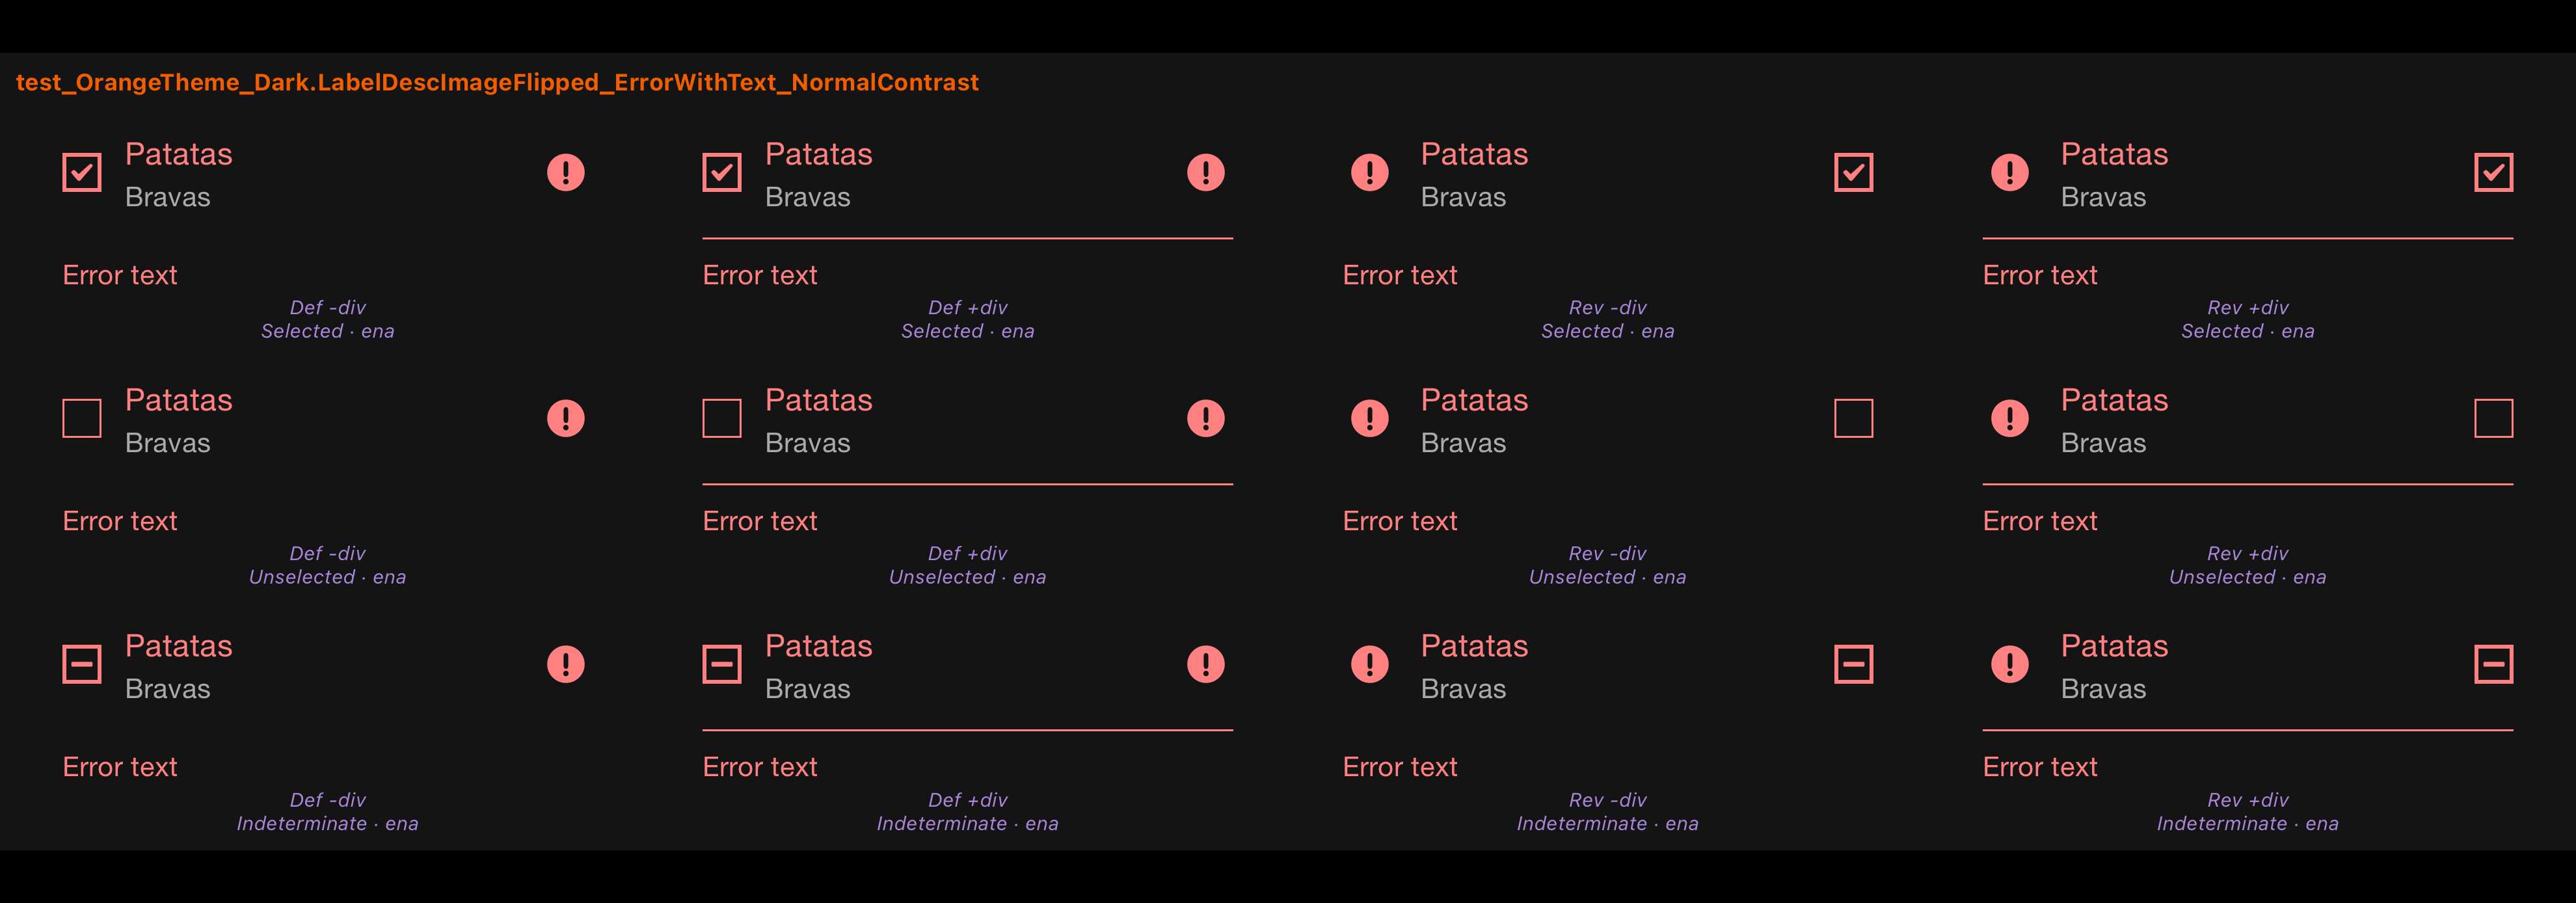 test_OrangeTheme_Dark.LabelDescImageFlipped_ErrorWithText_NormalContrast
Patatas
Bravas
Error text
Def -div
Selected · ena
Patatas
Bravas
Error text
Def +div
Selected · ena
Patatas
Bravas
Error text
Rev -div
Selected · ena
Patatas
Bravas
Error text
Rev +div
Selected · ena
Patatas
Bravas
Error text
Def -div
Unselected · ena
Patatas
Bravas
Error text
Def +div
Unselected · ena
Patatas
Bravas
Error text
Rev -div
Unselected · ena
Patatas
Bravas
Error text
Rev +div
Unselected · ena
Patatas
Bravas
Error text
Def -div
Indeterminate · ena
Patatas
Bravas
Error text
Def +div
Indeterminate · ena
Patatas
Bravas
Error text
Rev -div
Indeterminate · ena
Patatas
Bravas
Error text
Rev +div
Indeterminate · ena